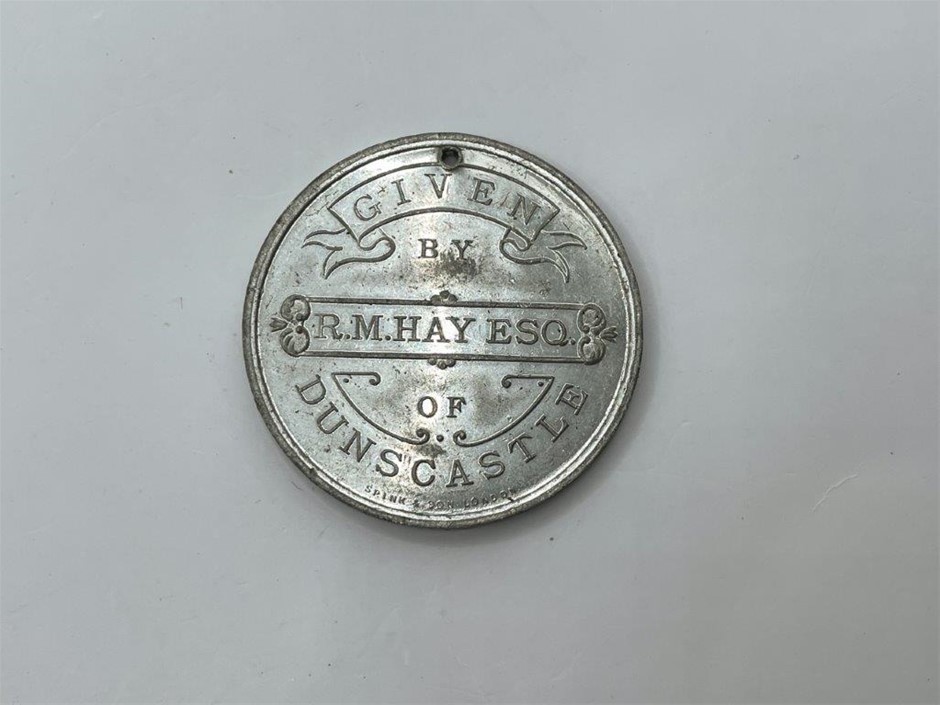 GIVEN
BY
R.M.HAY ESQ.
OF
DUNSCASTLE
SPINK & SON LONDON